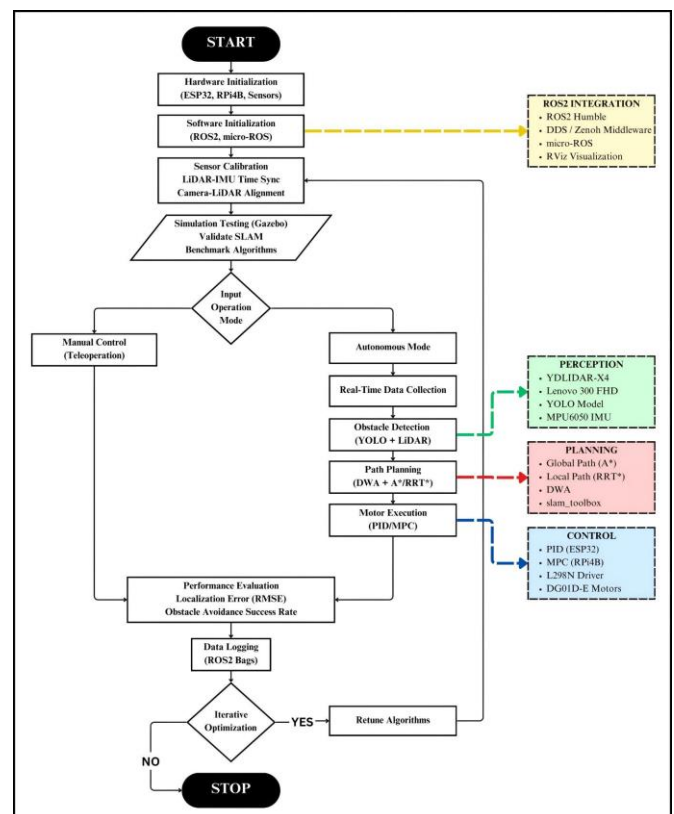 START
Hardware Initialization
(ESP32, RPi4B, Sensors)
Software Initialization
(ROS2, micro-ROS)
Sensor Calibration
LiDAR-IMU Time Sync
Camera-LiDAR Alignment
Simulation Testing (Gazebo)
Validate SLAM
Benchmark Algorithms
Input
Operation
Mode
Manual Control
(Teleoperation)
Autonomous Mode
Real-Time Data Collection
Obstacle Detection
(YOLO + LiDAR)
Path Planning
(DWA + A*/RRT*)
Motor Execution
(PID/MPC)
Performance Evaluation
Localization Error (RMSE)
Obstacle Avoidance Success Rate
Data Logging
(ROS2 Bags)
Iterative
Optimization
YES
Retune Algorithms
NO
STOP
ROS2 INTEGRATION
• ROS2 Humble
• DDS / Zenoh Middleware
• micro-ROS
• RViz Visualization
PERCEPTION
• YDLIDAR-X4
• Lenovo 300 FHD
• YOLO Model
• MPU6050 IMU
PLANNING
• Global Path (A*)
• Local Path (RRT*)
• DWA
• slam_toolbox
CONTROL
• PID (ESP32)
• MPC (RPi4B)
• L298N Driver
• DG01D-E Motors